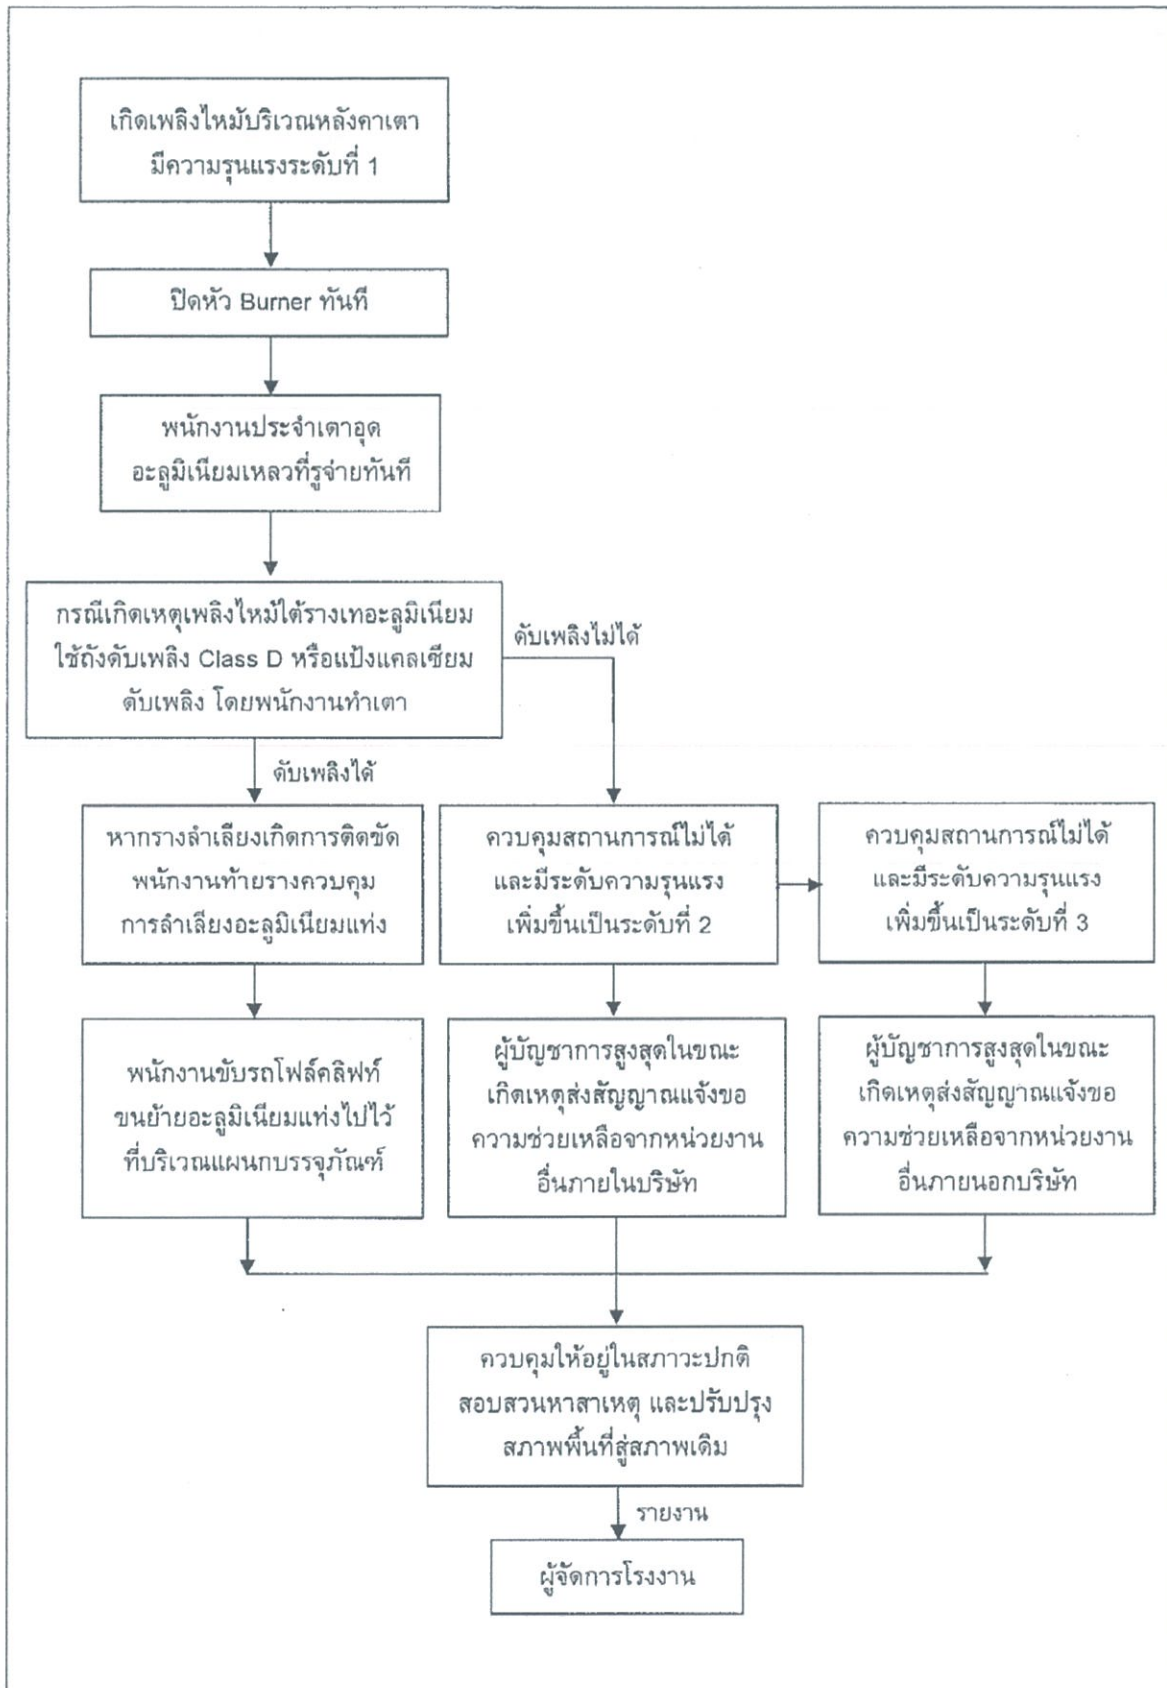 เกิดเพลิงไหม้บริเวณหลังคาเตา
มีความรุนแรงระดับที่ 1
ปิดหัว Burner ทันที
พนักงานประจำเตาอุด
อะลูมิเนียมเหลวที่รูจ่ายทันที
กรณีเกิดเหตุเพลิงไหม้ใต้รางเทอะลูมิเนียม
ใช้ถังดับเพลิง Class D หรือแป้งแคลเซียม
ดับเพลิง โดยพนักงานทำเตา
ดับเพลิงไม่ได้
ดับเพลิงได้
หากรางลำเลียงเกิดการติดขัด
พนักงานท้ายรางควบคุม
การลำเลียงอะลูมิเนียมแท่ง
ควบคุมสถานการณ์ไม่ได้
และมีระดับความรุนแรง
เพิ่มขึ้นเป็นระดับที่ 2
ควบคุมสถานการณ์ไม่ได้
และมีระดับความรุนแรง
เพิ่มขึ้นเป็นระดับที่ 3
พนักงานขับรถโฟล์คลิฟท์
ขนย้ายอะลูมิเนียมแท่งไปไว้
ที่บริเวณแผนกบรรจุภัณฑ์
ผู้บัญชาการสูงสุดในขณะ
เกิดเหตุส่งสัญญาณแจ้งขอ
ความช่วยเหลือจากหน่วยงาน
อื่นภายในบริษัท
ผู้บัญชาการสูงสุดในขณะ
เกิดเหตุส่งสัญญาณแจ้งขอ
ความช่วยเหลือจากหน่วยงาน
อื่นภายนอกบริษัท
ควบคุมให้อยู่ในสภาวะปกติ
สอบสวนหาสาเหตุ และปรับปรุง
สภาพพื้นที่สู่สภาพเดิม
รายงาน
ผู้จัดการโรงงาน